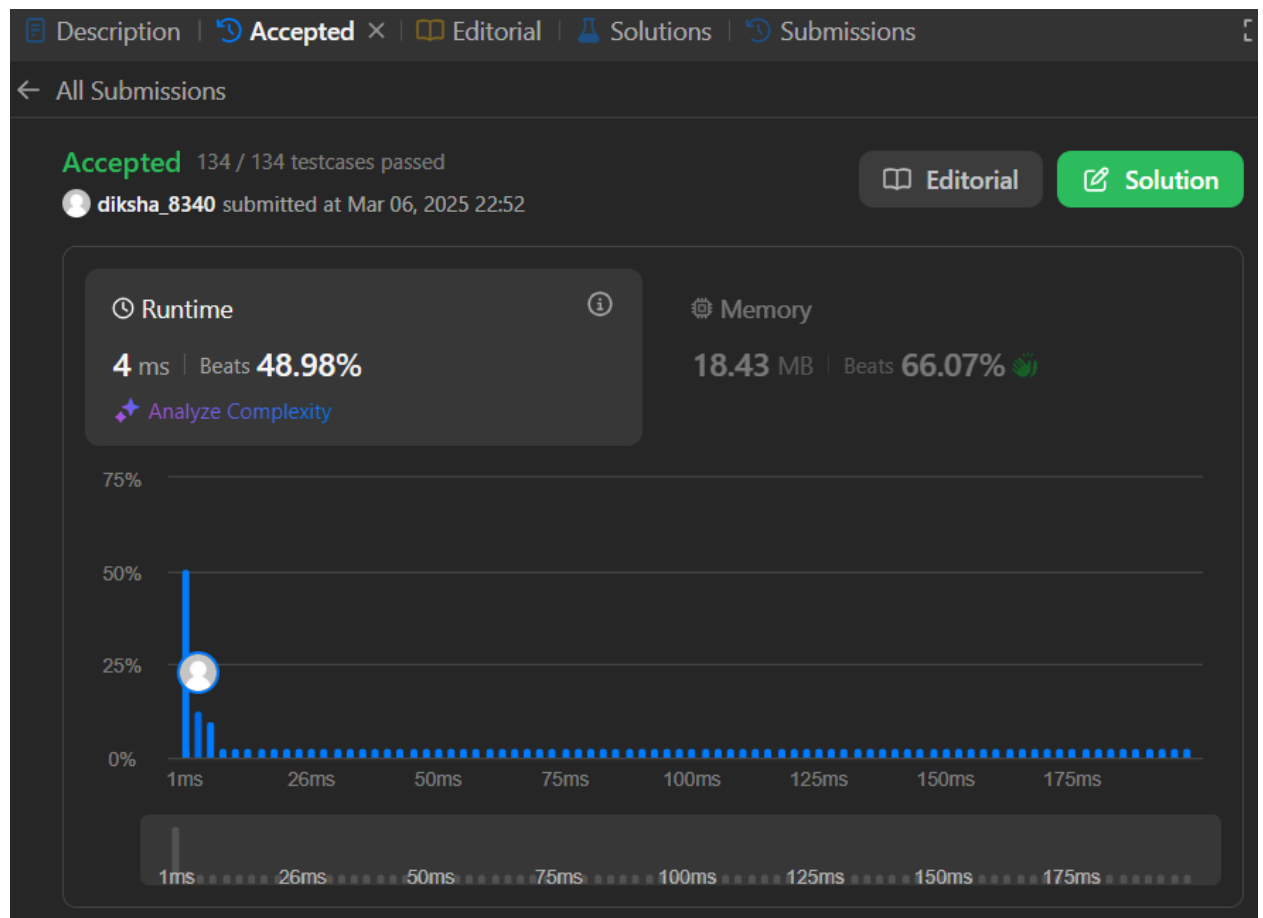 Description | Accepted × | Editorial | Solutions | Submissions
← All Submissions
Accepted 134 / 134 testcases passed
Editorial
Solution
diksha_8340 submitted at Mar 06, 2025 22:52
Runtime
4 ms | Beats 48.98%
Analyze Complexity
Memory
18.43 MB | Beats 66.07%
75%
50%
25%
0%
1ms 26ms 50ms 75ms 100ms 125ms 150ms 175ms
1ms 26ms 50ms 75ms 100ms 125ms 150ms 175ms